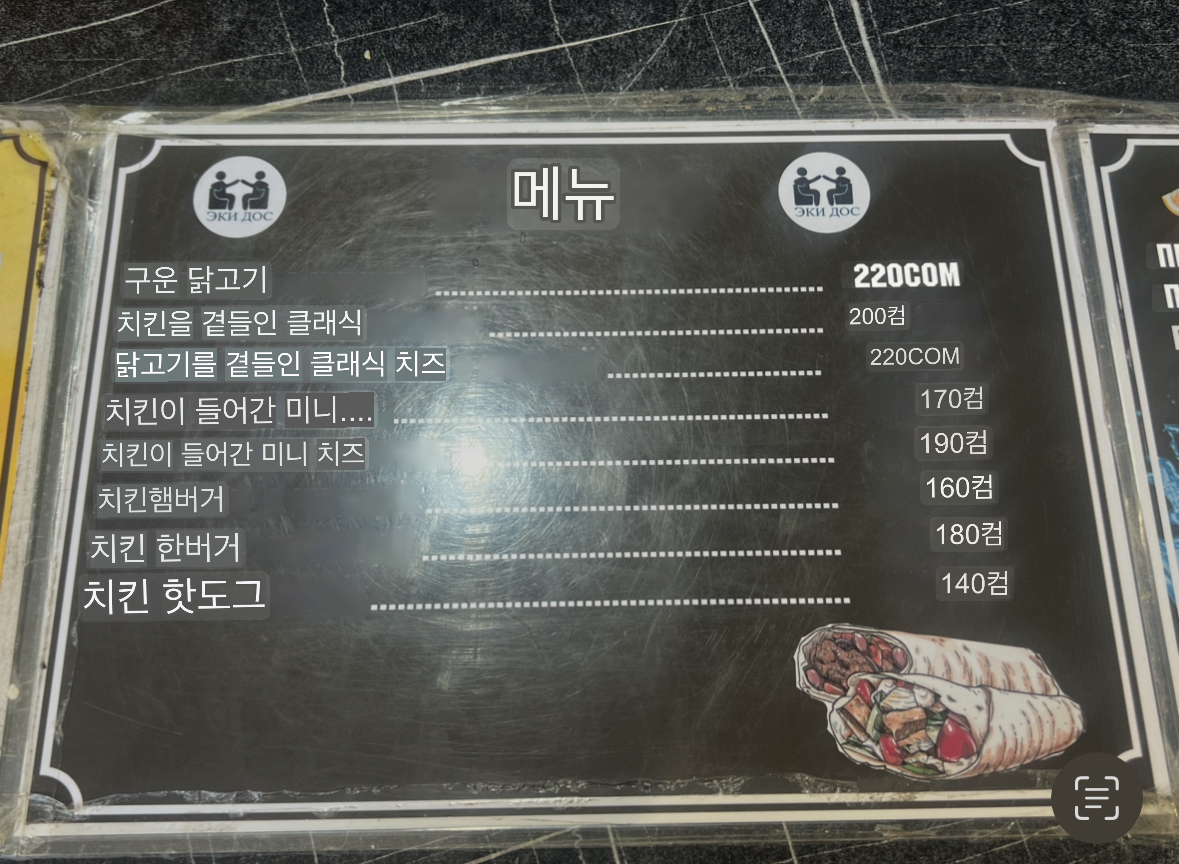 ЭКИ ДОС
메뉴
ЭКИ ДОС
구운 닭고기 220COM
치킨을 곁들인 클래식 200컴
닭고기를 곁들인 클래식 치즈 220COM
치킨이 들어간 미니.... 170컴
치킨이 들어간 미니 치즈 190컴
치킨햄버거 160컴
치킨 한버거 180컴
치킨 핫도그 140컴